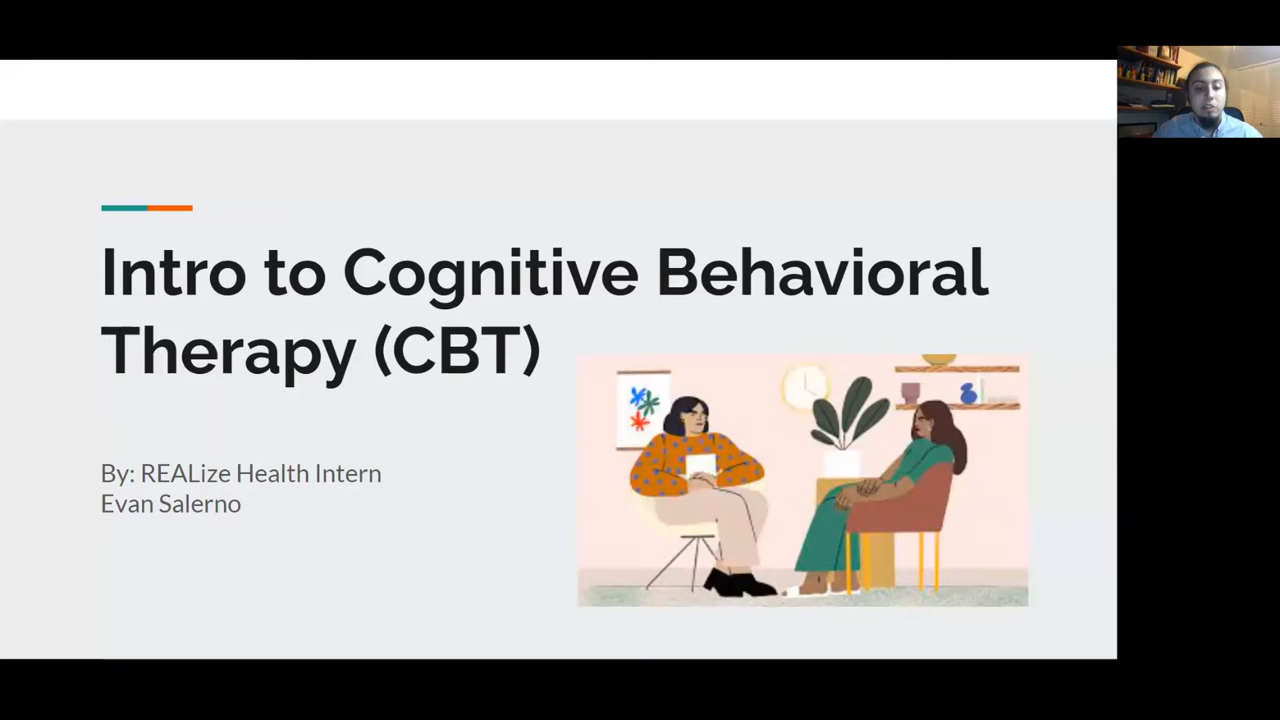 Intro to Cognitive Behavioral
Therapy (CBT)
By: REALize Health Intern
Evan Salerno